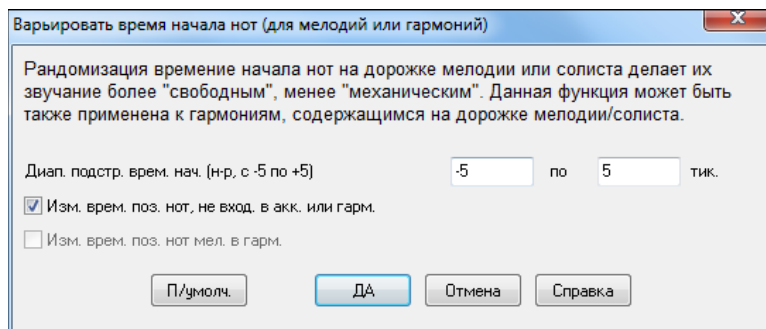 Варьировать время начала нот (для мелодий или гармоний)
Рандомизация времение начала нот на дорожке мелодии или солиста делает их
звучание более "свободным", менее "механическим". Данная функция может быть
также применена к гармониям, содержащимся на дорожке мелодии/солиста.
Диап. подстр. врем. нач. (н-р, с -5 по +5) -5 по 5 тик.
Изм. врем. поз. нот, не вход. в акк. или гарм.
Изм. врем. поз. нот мел. в гарм.
П/умолч. ДА Отмена Справка